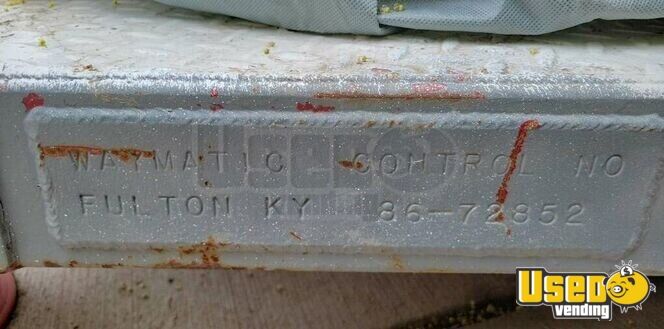 WAYMATIC CONTROL NO
FULTON KY 86-72852
USED
vending